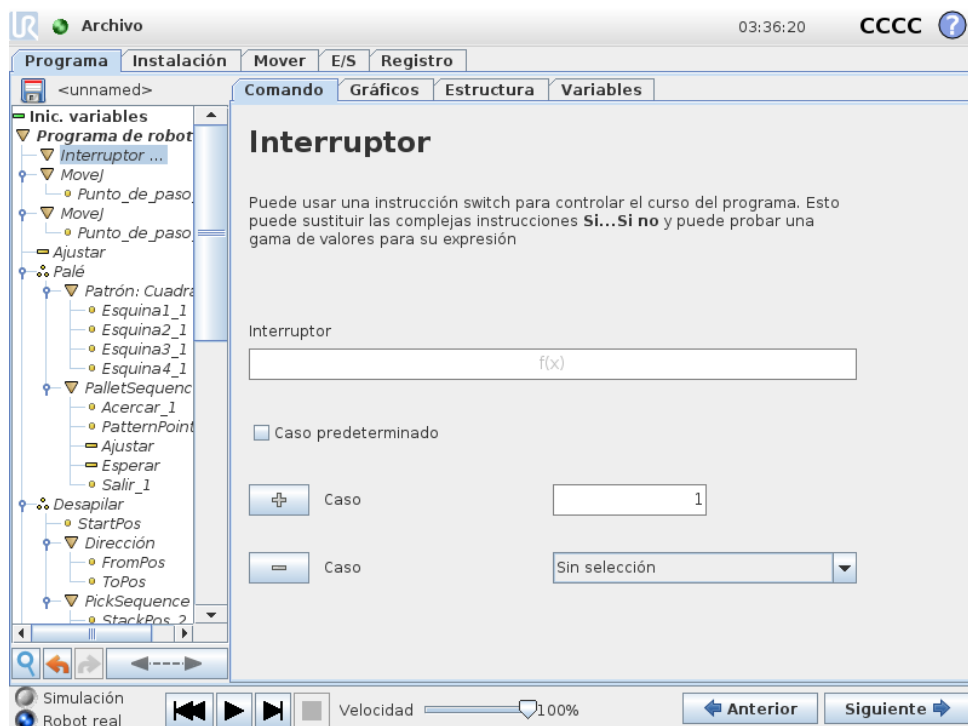 UR Archivo 03:36:20 CCCC ?
Programa Instalación Mover E/S Registro
<unnamed>
Comando Gráficos Estructura Variables
Inic. variables
Programa de robot
Interruptor ...
MoveJ
Punto_de_paso
MoveJ
Punto_de_paso
Ajustar
Palé
Patrón: Cuadra
Esquina1_1
Esquina2_1
Esquina3_1
Esquina4_1
PalletSequenc
Acercar_1
PatternPoint
Ajustar
Esperar
Salir_1
Desapilar
StartPos
Dirección
FromPos
ToPos
PickSequence
StackPos_2
Interruptor
Puede usar una instrucción switch para controlar el curso del programa. Esto
puede sustituir las complejas instrucciones Si...Si no y puede probar una
gama de valores para su expresión
Interruptor
f(x)
Caso predeterminado
Caso 1
Caso Sin selección
Simulación
Robot real
Velocidad 100%
Anterior Siguiente